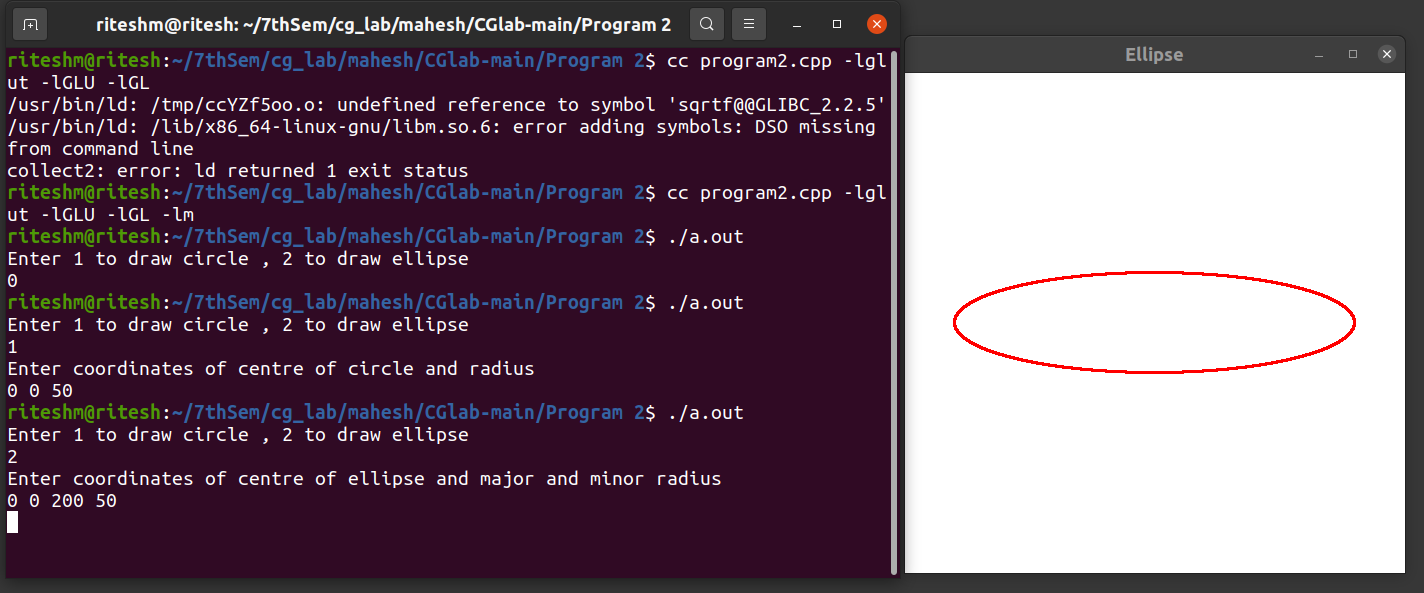 riteshm@ritesh: ~/7thSem/cg_lab/mahesh/CGlab-main/Program 2
riteshm@ritesh:~/7thSem/cg_lab/mahesh/CGlab-main/Program 2$ cc program2.cpp -lgl
ut -lGLU -lGL
/usr/bin/ld: /tmp/ccYZf5oo.o: undefined reference to symbol 'sqrtf@@GLIBC_2.2.5'
/usr/bin/ld: /lib/x86_64-linux-gnu/libm.so.6: error adding symbols: DSO missing
from command line
collect2: error: ld returned 1 exit status
riteshm@ritesh:~/7thSem/cg_lab/mahesh/CGlab-main/Program 2$ cc program2.cpp -lgl
ut -lGLU -lGL -lm
riteshm@ritesh:~/7thSem/cg_lab/mahesh/CGlab-main/Program 2$ ./a.out
Enter 1 to draw circle , 2 to draw ellipse
0
riteshm@ritesh:~/7thSem/cg_lab/mahesh/CGlab-main/Program 2$ ./a.out
Enter 1 to draw circle , 2 to draw ellipse
1
Enter coordinates of centre of circle and radius
0 0 50
riteshm@ritesh:~/7thSem/cg_lab/mahesh/CGlab-main/Program 2$ ./a.out
Enter 1 to draw circle , 2 to draw ellipse
2
Enter coordinates of centre of ellipse and major and minor radius
0 0 200 50
Ellipse